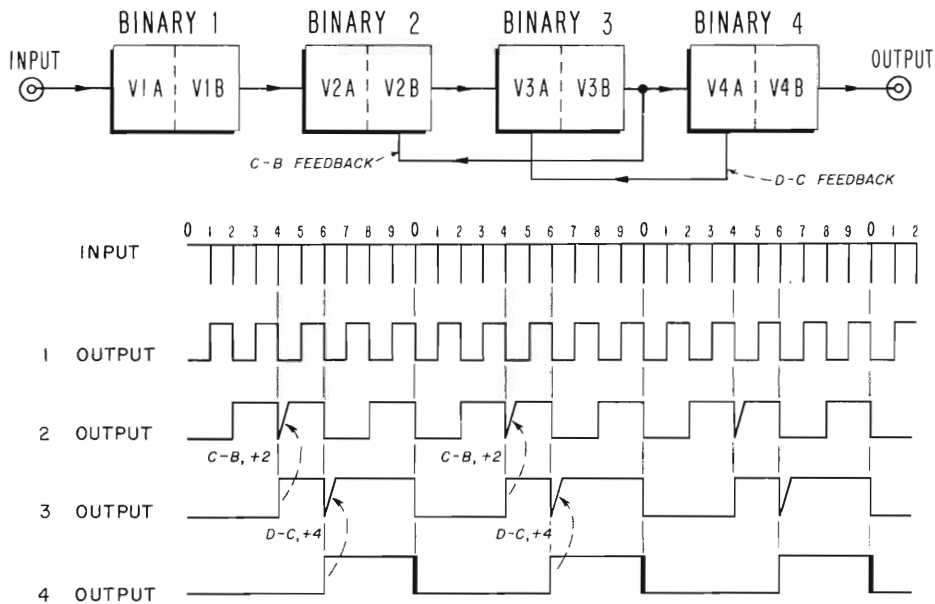 BINARY 1 BINARY 2 BINARY 3 BINARY 4
INPUT OUTPUT
V1A V1B V2A V2B V3A V3B V4A V4B
C-B FEEDBACK
D-C FEEDBACK
0 1 2 3 4 5 6 7 8 9 0 1 2 3 4 5 6 7 8 9 0 1 2 3 4 5 6 7 8 9 0 1 2
INPUT
1 OUTPUT
2 OUTPUT
C-B, +2 C-B, +2
3 OUTPUT
D-C, +4 D-C, +4
4 OUTPUT